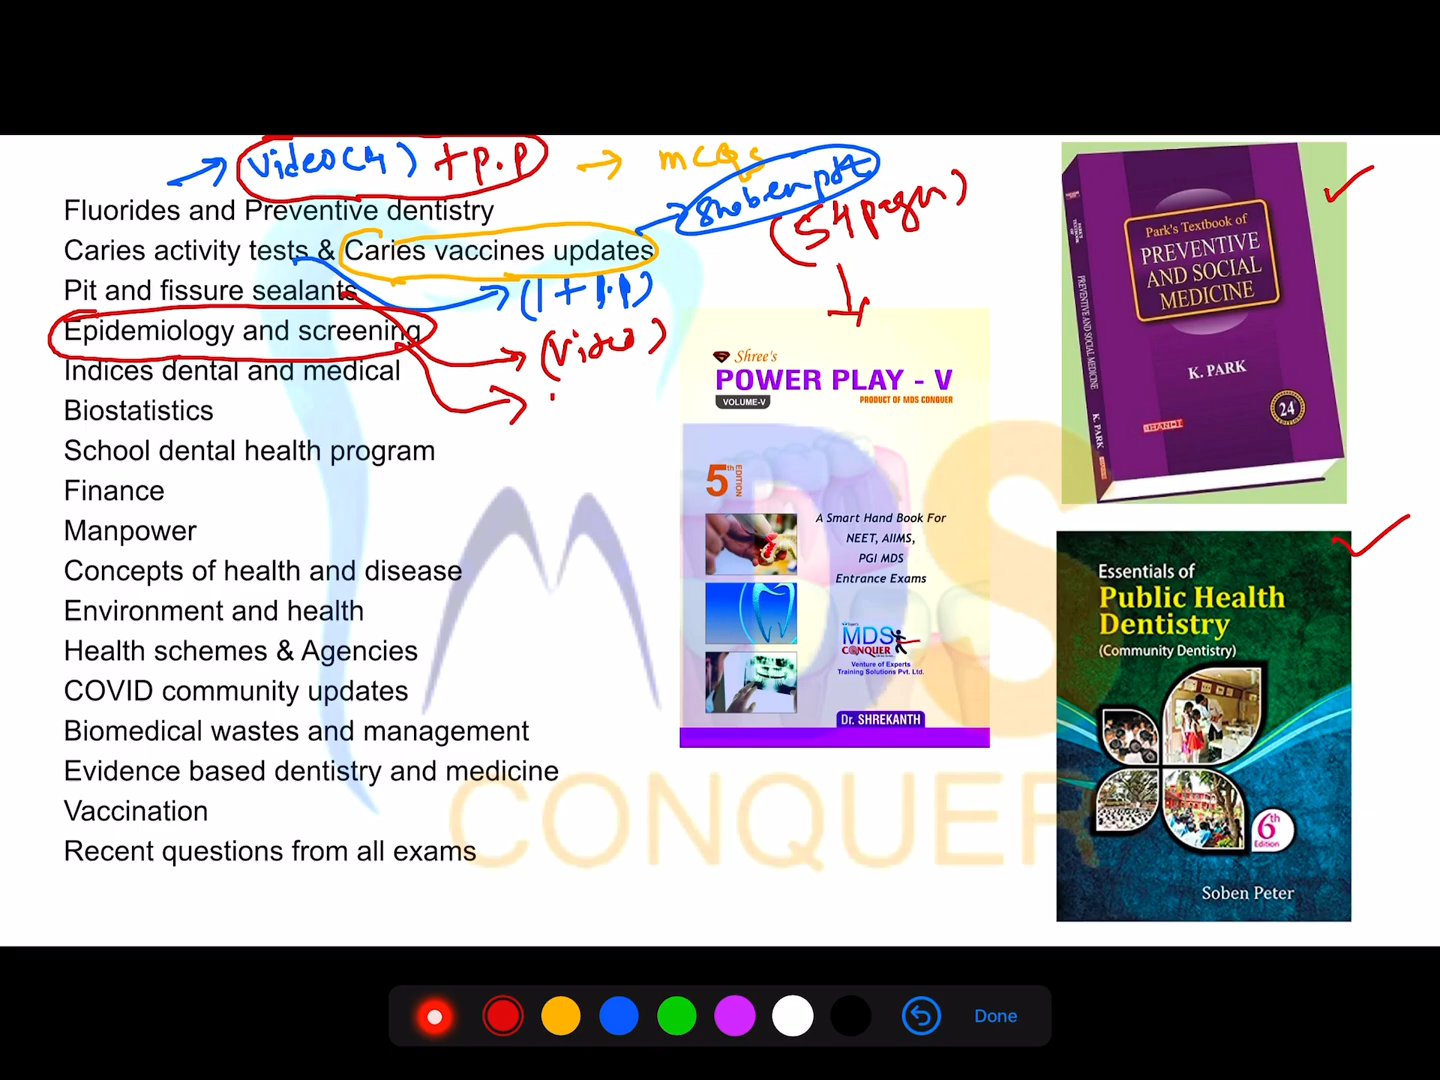 → Video (4) + p.p → MCQs
Fluorides and Preventive dentistry
Caries activity tests & Caries vaccines updates
Pit and fissure sealants
Epidemiology and screening
Indices dental and medical
Biostatistics
School dental health program
Finance
Manpower
Concepts of health and disease
Environment and health
Health schemes & Agencies
COVID community updates
Biomedical wastes and management
Evidence based dentistry and medicine
Vaccination
Recent questions from all exams
(54 pages)
(1 + p.p)
(Video)
Shree's
POWER PLAY - V
VOLUME-V
PRODUCT OF MDS CONQUER
5th EDITION
A Smart Hand Book For
NEET, AIIMS,
PGI MDS
Entrance Exams
MDS
CONQUER
Venture of Experts
Training Solutions Pvt. Ltd.
Dr. SHREKANTH
Park's Textbook of
PREVENTIVE
AND SOCIAL
MEDICINE
K. PARK
24
BHANOT
PREVENTIVE AND SOCIAL MEDICINE
K. PARK
Essentials of
Public Health
Dentistry
(Community Dentistry)
6th
Edition
Soben Peter
MDS
CONQUER
Done